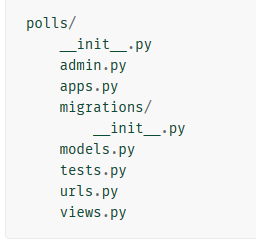 polls/
    __init__.py
    admin.py
    apps.py
    migrations/
        __init__.py
    models.py
    tests.py
    urls.py
    views.py